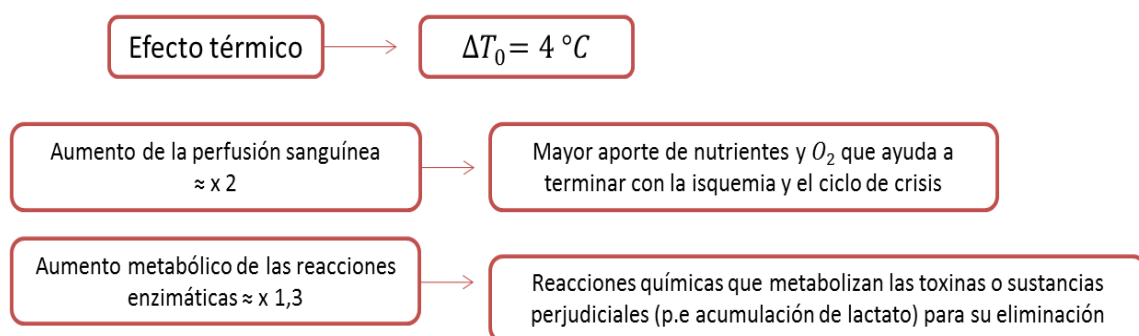 Efecto térmico
ΔT₀ = 4 °C
Aumento de la perfusión sanguínea
≈ x 2
Mayor aporte de nutrientes y O₂ que ayuda a
terminar con la isquemia y el ciclo de crisis
Aumento metabólico de las reacciones
enzimáticas ≈ x 1,3
Reacciones químicas que metabolizan las toxinas o sustancias
perjudiciales (p.e acumulación de lactato) para su eliminación